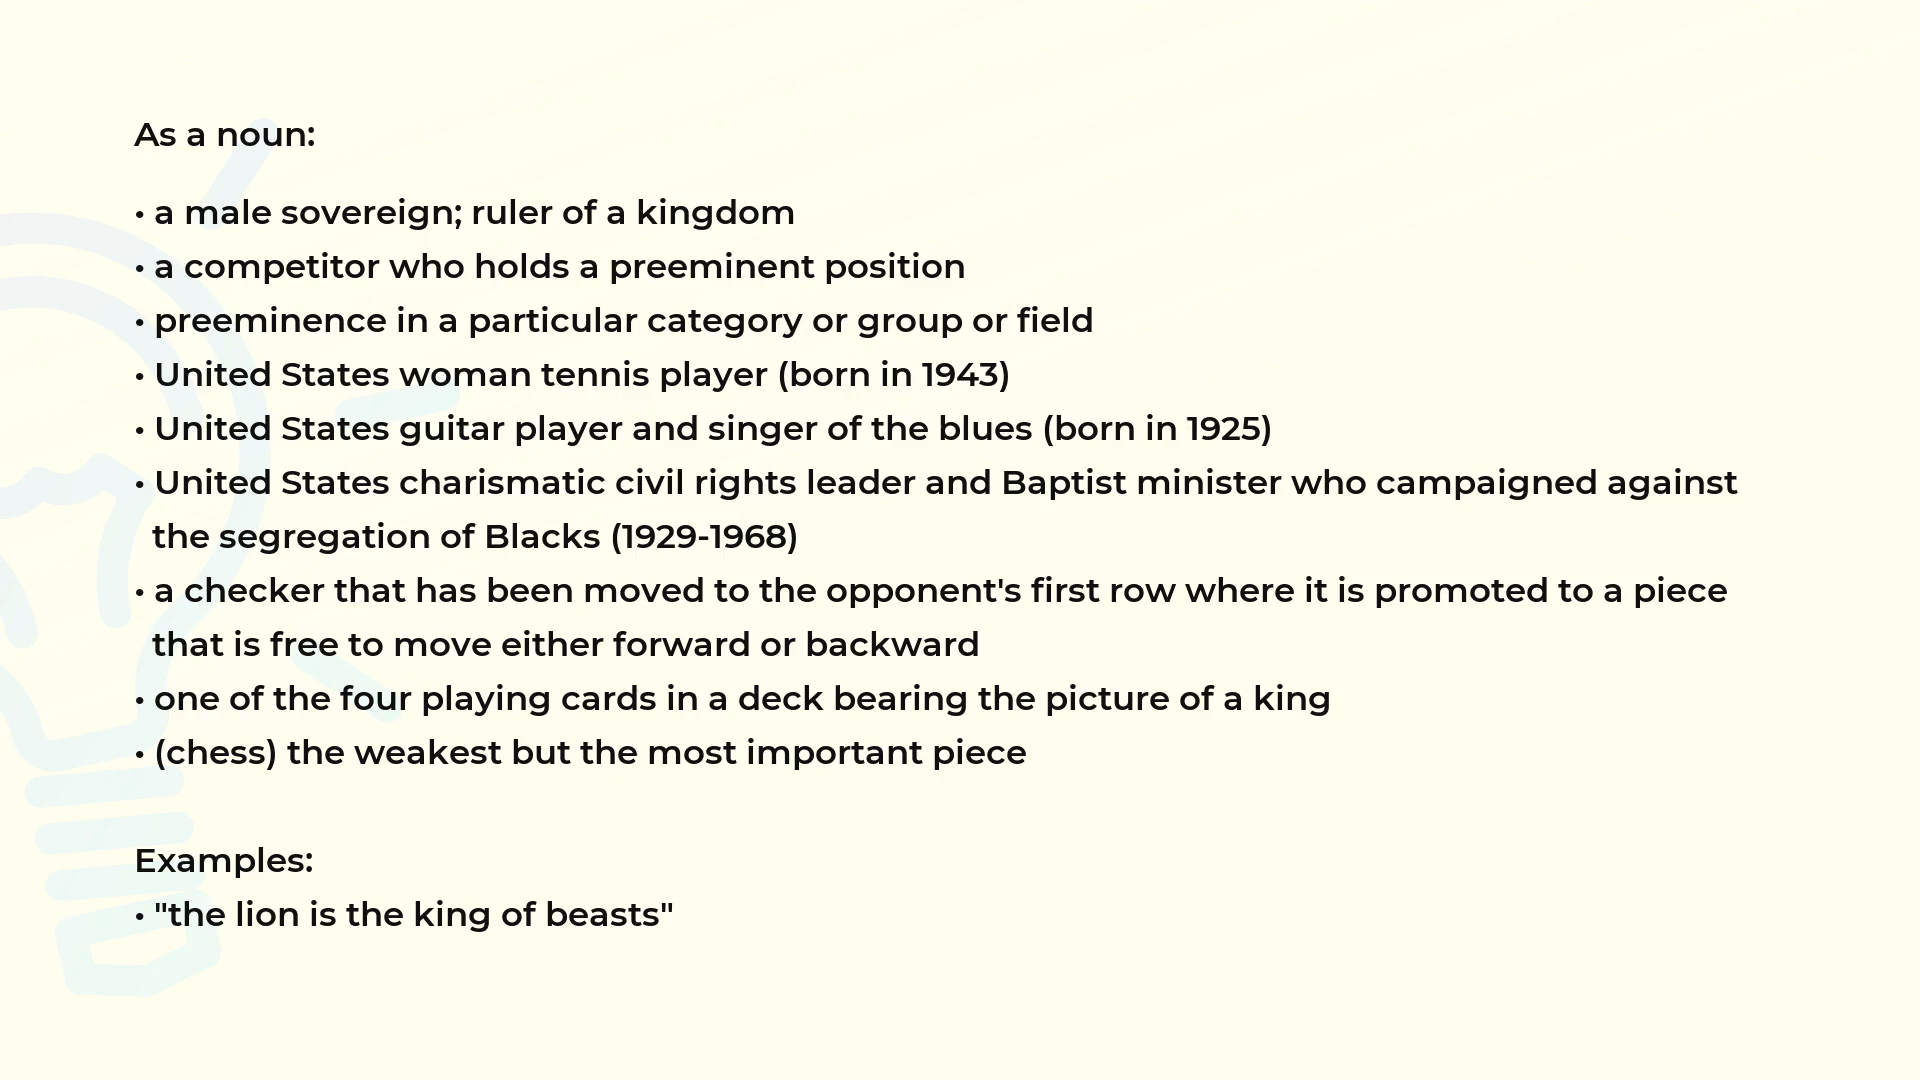 As a noun:
• a male sovereign; ruler of a kingdom
• a competitor who holds a preeminent position
• preeminence in a particular category or group or field
• United States woman tennis player (born in 1943)
• United States guitar player and singer of the blues (born in 1925)
• United States charismatic civil rights leader and Baptist minister who campaigned against
the segregation of Blacks (1929-1968)
• a checker that has been moved to the opponent's first row where it is promoted to a piece
that is free to move either forward or backward
• one of the four playing cards in a deck bearing the picture of a king
• (chess) the weakest but the most important piece
Examples:
• "the lion is the king of beasts"